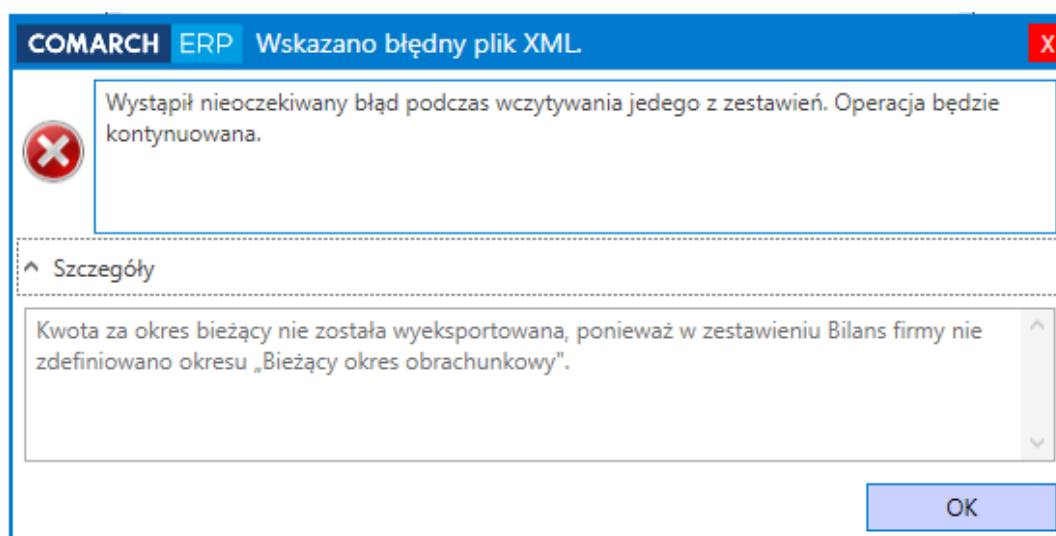 COMARCH ERP Wskazano błędny plik XML. X
Wystąpił nieoczekiwany błąd podczas wczytywania jedego z zestawień. Operacja będzie
kontynuowana.
Szczegóły
Kwota za okres bieżący nie została wyeksportowana, ponieważ w zestawieniu Bilans firmy nie
zdefiniowano okresu „Bieżący okres obrachunkowy".
OK